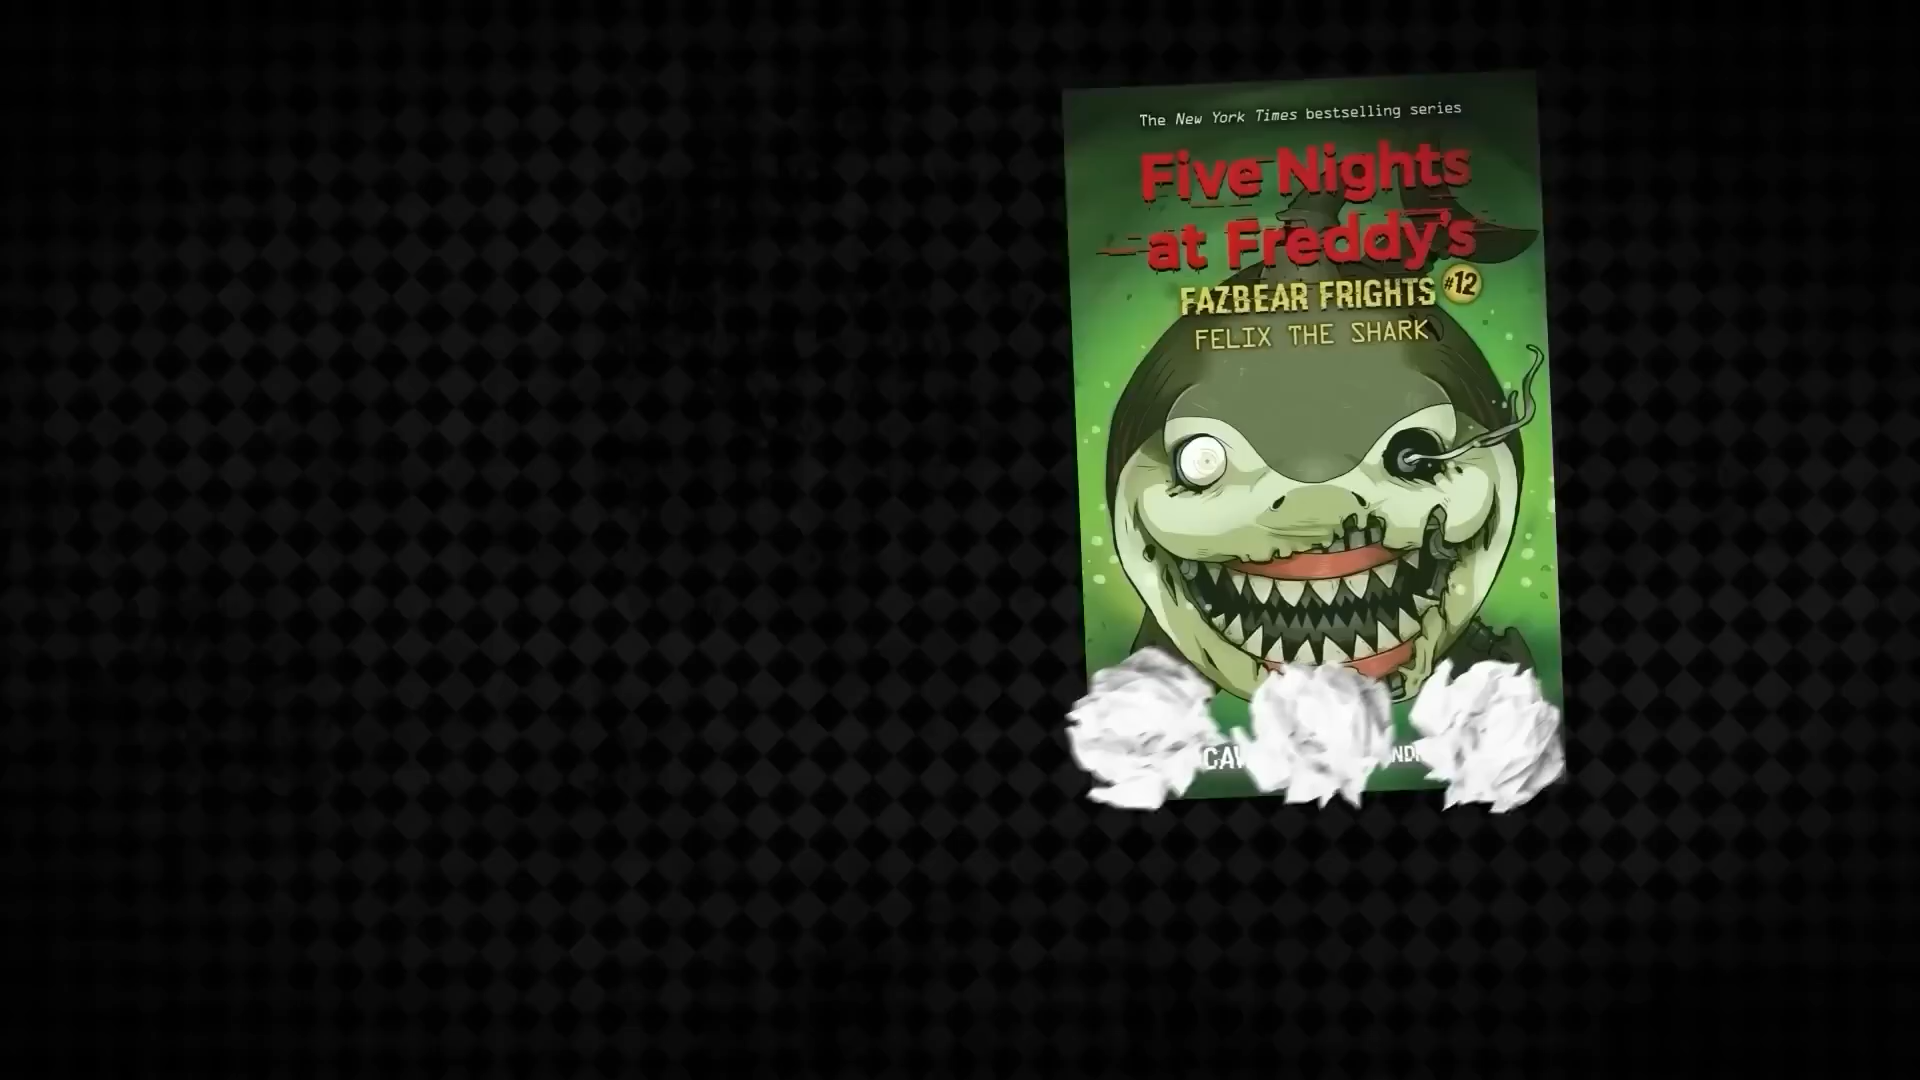 The New York Times bestselling series
Five Nights
at Freddy's
FAZBEAR FRIGHTS #12
FELIX THE SHARK